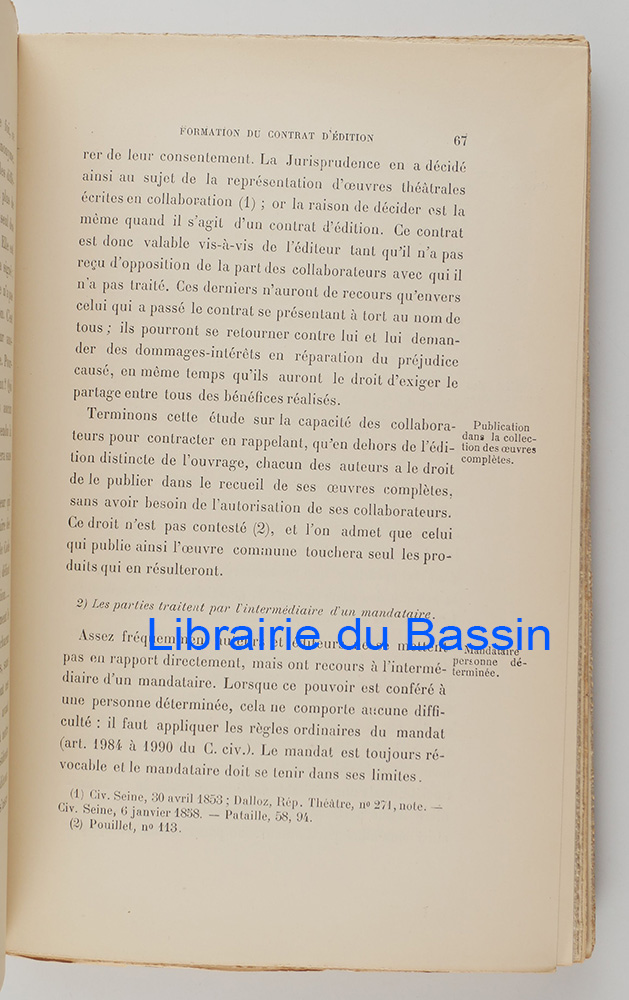 FORMATION DU CONTRAT D'ÉDITION 67
rer de leur consentement. La Jurisprudence en a décidé
ainsi au sujet de la représentation d'œuvres théâtrales
écrites en collaboration (1) ; or la raison de décider est la
même quand il s'agit d'un contrat d'édition. Ce contrat
est donc valable vis-à-vis de l'éditeur tant qu'il n'a pas
reçu d'opposition de la part des collaborateurs avec qui il
n'a pas traité. Ces derniers n'auront de recours qu'envers
celui qui a passé le contrat se présentant à tort au nom de
tous ; ils pourront se retourner contre lui et lui deman-
der des dommages-intérêts en réparation du préjudice
causé, en même temps qu'ils auront le droit d'exiger le
partage entre tous des bénéfices réalisés.
Terminons cette étude sur la capacité des collabora-
teurs pour contracter en rappelant, qu'en dehors de l'édi-
tion distincte de l'ouvrage, chacun des auteurs a le droit
de le publier dans le recueil de ses œuvres complètes,
sans avoir besoin de l'autorisation de ses collaborateurs.
Ce droit n'est pas contesté (2), et l'on admet que celui
qui publie ainsi l'œuvre commune touchera seul les pro-
duits qui en résulteront.
Publication
dans la collec-
tion des œuvres
complètes.
2) Les parties traitent par l'intermédiaire d'un mandataire.
Librairie du Bassin
Assez fréquemment auteurs et éditeurs ne se mettent
pas en rapport directement, mais ont recours à l'intermé-
diaire d'un mandataire. Lorsque ce pouvoir est conféré à
une personne déterminée, cela ne comporte aucune diffi-
culté : il faut appliquer les règles ordinaires du mandat
(art. 1984 à 1990 du C. civ.). Le mandat est toujours ré-
vocable et le mandataire doit se tenir dans ses limites.
Mandataire
personne dé-
terminée.
(1) Civ. Seine, 30 avril 1853 ; Dalloz, Rép. Théâtre, nº 271, note. —
Civ. Seine, 6 janvier 1858. — Pataille, 58, 94.
(2) Pouillet, nº 113.